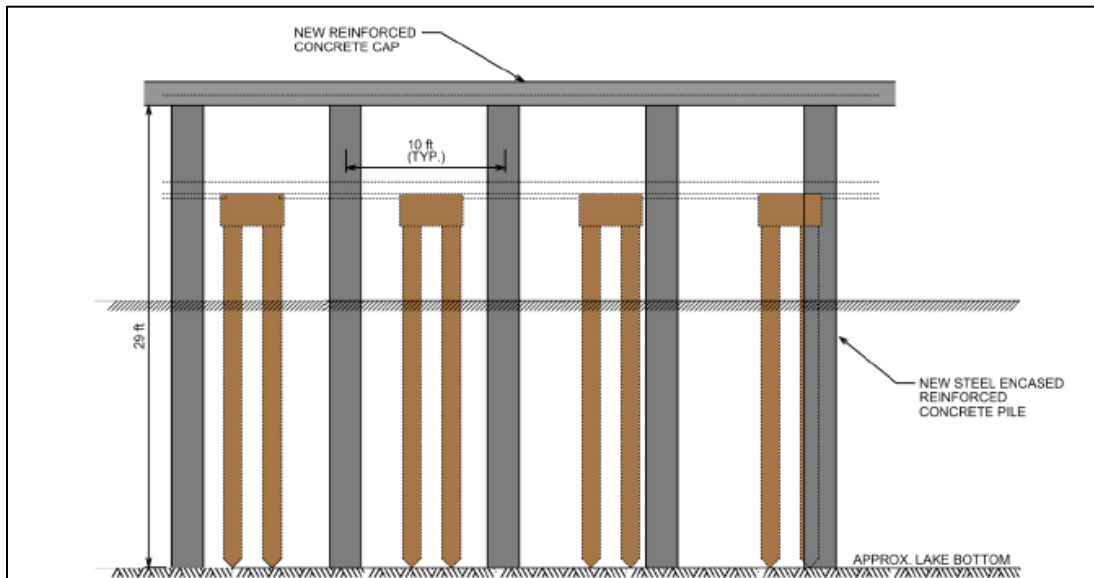 NEW REINFORCED
CONCRETE CAP
10 ft
(TYP.)
29 ft
NEW STEEL ENCASED
REINFORCED
CONCRETE PILE
APPROX. LAKE BOTTOM